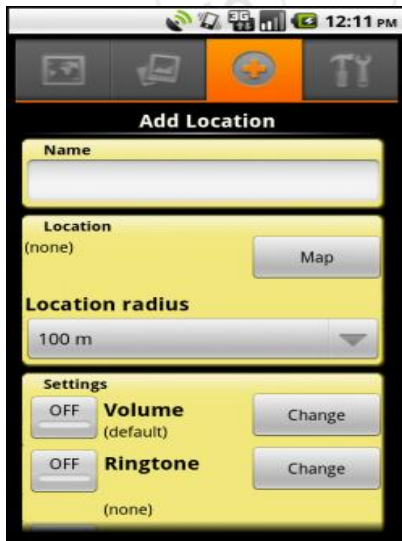 3G 12:11 PM
Add Location
Name
Location
(none)
Map
Location radius
100 m
Settings
OFF Volume Change
(default)
OFF Ringtone Change
(none)